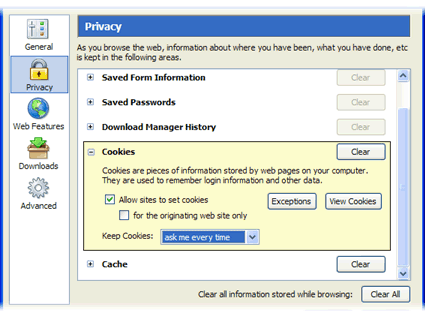 Privacy
General
Privacy
Web Features
Downloads
Advanced
As you browse the web, information about where you have been, what you have done, etc
is kept in the following areas.
Saved Form Information Clear
Saved Passwords Clear
Download Manager History Clear
Cookies Clear
Cookies are pieces of information stored by web pages on your computer.
They are used to remember login information and other data.
Allow sites to set cookies Exceptions View Cookies
for the originating web site only
Keep Cookies: ask me every time
Cache Clear
Clear all information stored while browsing: Clear All